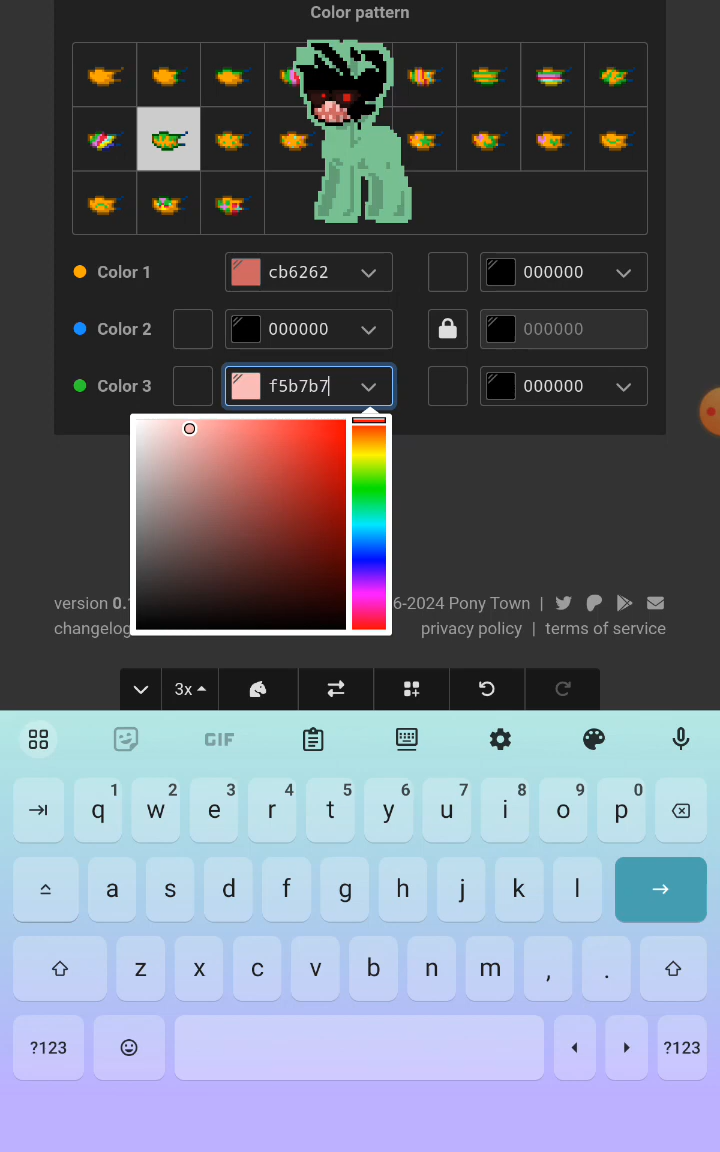 Color pattern
Color 1 cb6262 000000
Color 2 000000 000000
Color 3 f5b7b7 000000
version 0. 6-2024 Pony Town |
changelog privacy policy | terms of service
3x
GIF
1 2 3 4 5 6 7 8 9 0
q w e r t y u i o p
a s d f g h j k l
z x c v b n m , .
?123 ?123